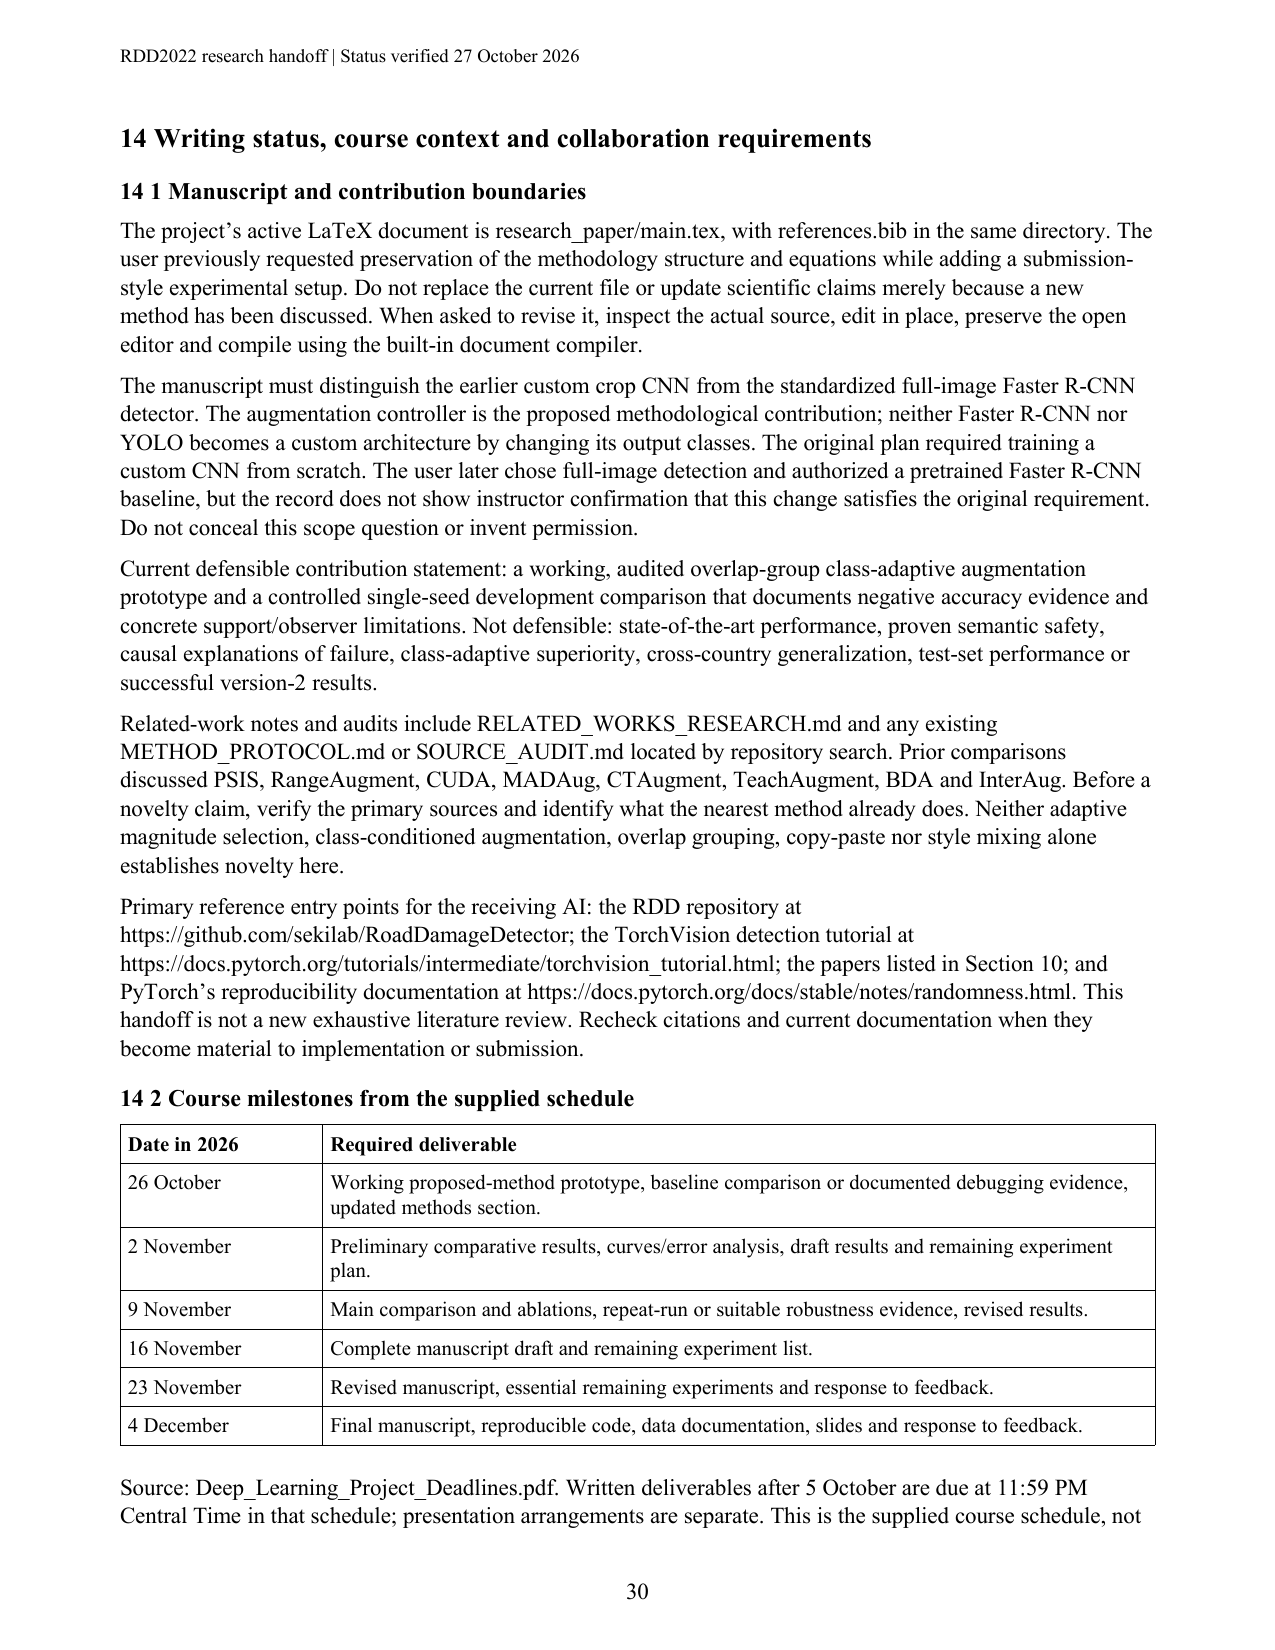 RDD2022 research handoff | Status verified 27 October 2026
14 Writing status, course context and collaboration requirements
14 1 Manuscript and contribution boundaries
The project’s active LaTeX document is research_paper/main.tex, with references.bib in the same directory. The
user previously requested preservation of the methodology structure and equations while adding a submission-
style experimental setup. Do not replace the current file or update scientific claims merely because a new
method has been discussed. When asked to revise it, inspect the actual source, edit in place, preserve the open
editor and compile using the built-in document compiler.
The manuscript must distinguish the earlier custom crop CNN from the standardized full-image Faster R-CNN
detector. The augmentation controller is the proposed methodological contribution; neither Faster R-CNN nor
YOLO becomes a custom architecture by changing its output classes. The original plan required training a
custom CNN from scratch. The user later chose full-image detection and authorized a pretrained Faster R-CNN
baseline, but the record does not show instructor confirmation that this change satisfies the original requirement.
Do not conceal this scope question or invent permission.
Current defensible contribution statement: a working, audited overlap-group class-adaptive augmentation
prototype and a controlled single-seed development comparison that documents negative accuracy evidence and
concrete support/observer limitations. Not defensible: state-of-the-art performance, proven semantic safety,
causal explanations of failure, class-adaptive superiority, cross-country generalization, test-set performance or
successful version-2 results.
Related-work notes and audits include RELATED_WORKS_RESEARCH.md and any existing
METHOD_PROTOCOL.md or SOURCE_AUDIT.md located by repository search. Prior comparisons
discussed PSIS, RangeAugment, CUDA, MADAug, CTAugment, TeachAugment, BDA and InterAug. Before a
novelty claim, verify the primary sources and identify what the nearest method already does. Neither adaptive
magnitude selection, class-conditioned augmentation, overlap grouping, copy-paste nor style mixing alone
establishes novelty here.
Primary reference entry points for the receiving AI: the RDD repository at
https://github.com/sekilab/RoadDamageDetector; the TorchVision detection tutorial at
https://docs.pytorch.org/tutorials/intermediate/torchvision_tutorial.html; the papers listed in Section 10; and
PyTorch’s reproducibility documentation at https://docs.pytorch.org/docs/stable/notes/randomness.html. This
handoff is not a new exhaustive literature review. Recheck citations and current documentation when they
become material to implementation or submission.
14 2 Course milestones from the supplied schedule
Date in 2026 Required deliverable
26 October Working proposed-method prototype, baseline comparison or documented debugging evidence,
updated methods section.
2 November Preliminary comparative results, curves/error analysis, draft results and remaining experiment
plan.
9 November Main comparison and ablations, repeat-run or suitable robustness evidence, revised results.
16 November Complete manuscript draft and remaining experiment list.
23 November Revised manuscript, essential remaining experiments and response to feedback.
4 December Final manuscript, reproducible code, data documentation, slides and response to feedback.
Source: Deep_Learning_Project_Deadlines.pdf. Written deliverables after 5 October are due at 11:59 PM
Central Time in that schedule; presentation arrangements are separate. This is the supplied course schedule, not
30